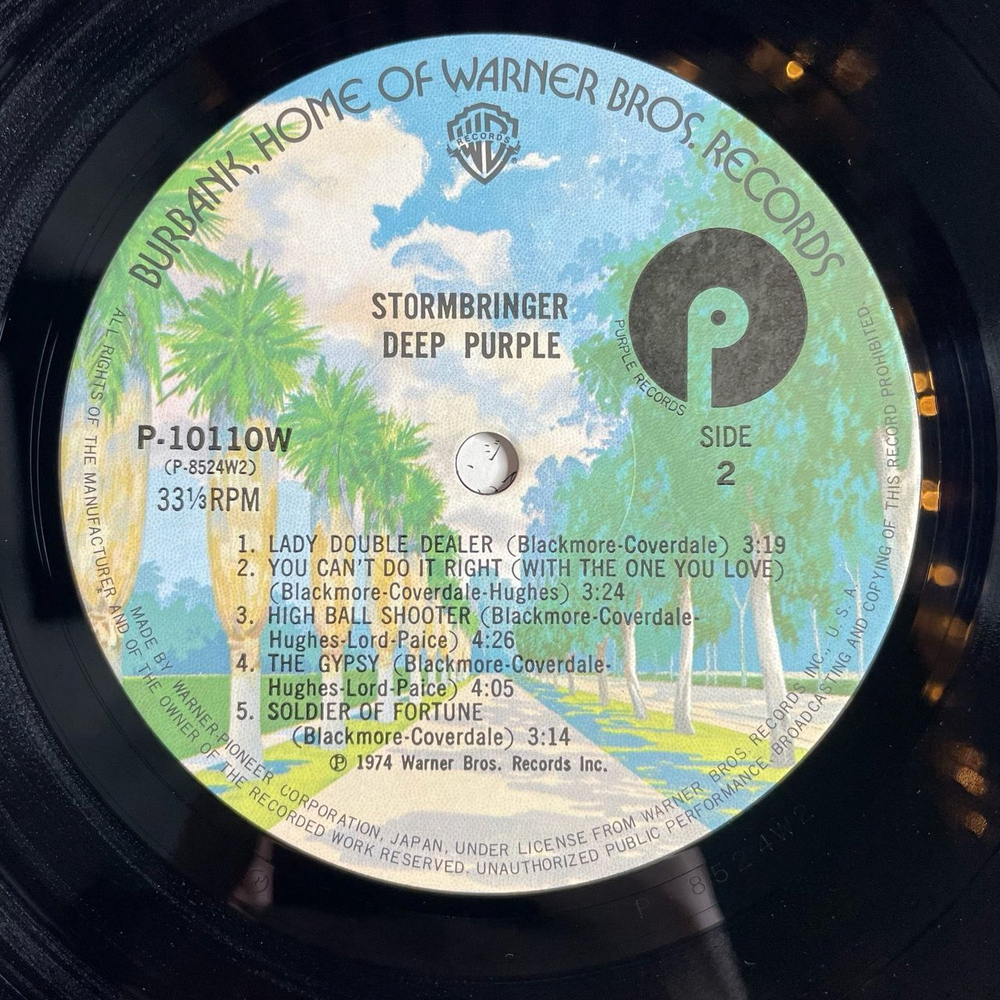 BURBANK, HOME OF WARNER BROS. RECORDS
RECORDS
STORMBRINGER
DEEP PURPLE
PURPLE RECORDS
P-10110W
(P-8524W2)
33⅓RPM
SIDE
2
1. LADY DOUBLE DEALER (Blackmore-Coverdale) 3:19
2. YOU CAN'T DO IT RIGHT (WITH THE ONE YOU LOVE)
(Blackmore-Coverdale-Hughes) 3:24
3. HIGH BALL SHOOTER (Blackmore-Coverdale-
Hughes-Lord-Paice) 4:26
4. THE GYPSY (Blackmore-Coverdale-
Hughes-Lord-Paice) 4:05
5. SOLDIER OF FORTUNE
(Blackmore-Coverdale) 3:14
℗ 1974 Warner Bros. Records Inc.
MADE BY WARNER-PIONEER CORPORATION, JAPAN, UNDER LICENSE FROM WARNER BROS. RECORDS INC., U.S.A.
ALL RIGHTS OF THE MANUFACTURER AND OF THE OWNER OF THE RECORDED WORK RESERVED. UNAUTHORIZED PUBLIC PERFORMANCE, BROADCASTING AND COPYING OF THIS RECORD PROHIBITED.